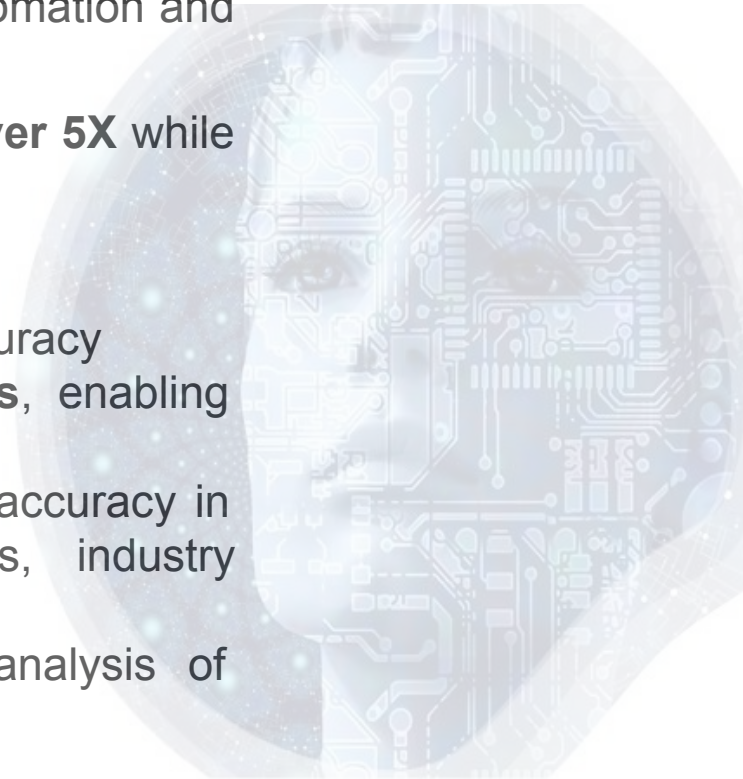 omation and
ver 5X while
uracy
s, enabling
accuracy in
s, industry
analysis of